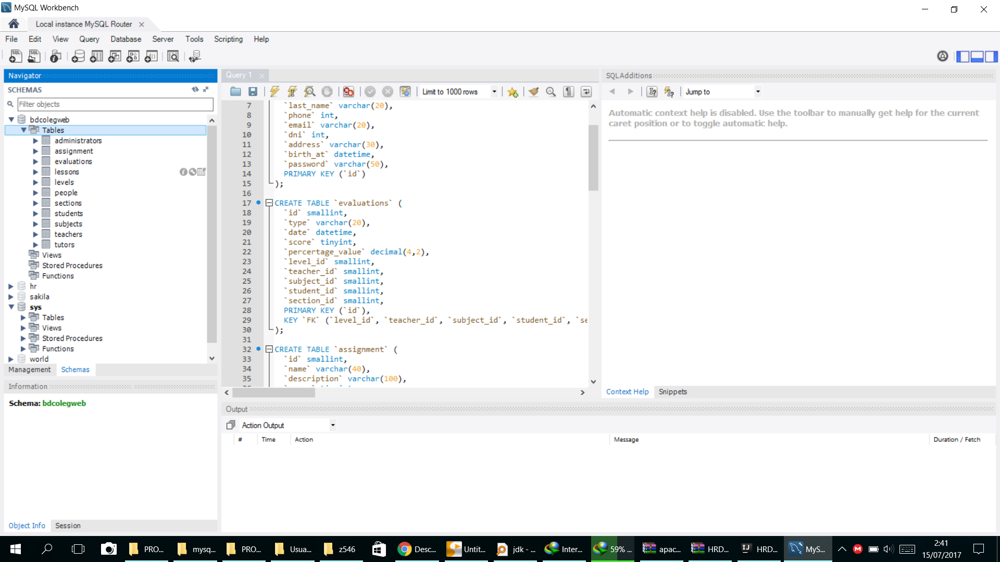 MySQL Workbench
Local instance MySQL Router
File Edit View Query Database Server Tools Scripting Help
Navigator
SCHEMAS
Filter objects
bdcolegweb
Tables
administrators
assignment
evaluations
lessons
levels
people
sections
students
subjects
teachers
tutors
Views
Stored Procedures
Functions
hr
sakila
sys
Tables
Views
Stored Procedures
Functions
world
Management Schemas
Information
Schema: bdcolegweb
Object Info Session
Query 1
Limit to 1000 rows
7 `last_name` varchar(20),
8 `phone` int,
9 `email` varchar(20),
10 `dni` int,
11 `address` varchar(30),
12 `birth_at` datetime,
13 `password` varchar(50),
14 PRIMARY KEY (`id`)
15 );
16
17 CREATE TABLE `evaluations` (
18 `id` smallint,
19 `type` varchar(20),
20 `date` datetime,
21 `score` tinyint,
22 `percentage_value` decimal(4,2),
23 `level_id` smallint,
24 `teacher_id` smallint,
25 `subject_id` smallint,
26 `student_id` smallint,
27 `section_id` smallint,
28 PRIMARY KEY (`id`),
29 KEY `FK` (`level_id`, `teacher_id`, `subject_id`, `student_id`, `se
30 );
31
32 CREATE TABLE `assignment` (
33 `id` smallint,
34 `name` varchar(40),
35 `description` varchar(100),
SQLAdditions
Jump to
Automatic context help is disabled. Use the toolbar to manually get help for the current
caret position or to toggle automatic help.
Context Help Snippets
Output
Action Output
# Time Action Message Duration / Fetch
PRO... mysq... PRO... Usua... z546 Desc... Untit... jdk - ... Inter... 59% ... apac... HRD... HRD... MyS...
2:41
15/07/2017